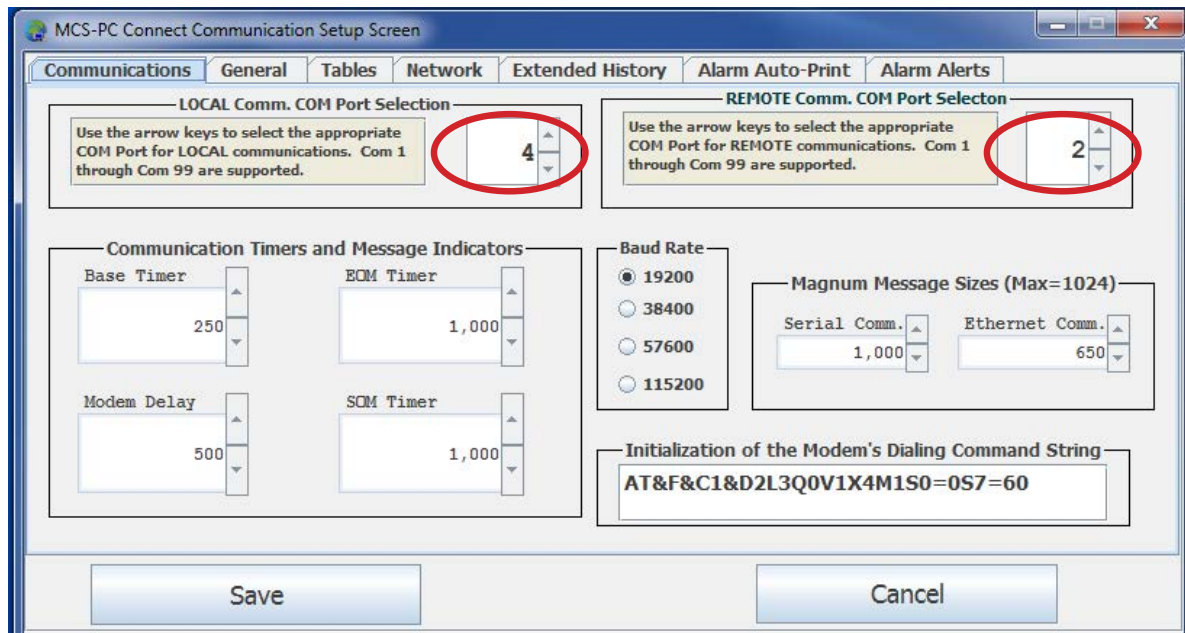 MCS-PC Connect Communication Setup Screen
Communications General Tables Network Extended History Alarm Auto-Print Alarm Alerts
LOCAL Comm. COM Port Selection
Use the arrow keys to select the appropriate
COM Port for LOCAL communications. Com 1
through Com 99 are supported.
4
REMOTE Comm. COM Port Selecton
Use the arrow keys to select the appropriate
COM Port for REMOTE communications. Com 1
through Com 99 are supported.
2
Communication Timers and Message Indicators
Base Timer
250
EOM Timer
1,000
Modem Delay
500
SOM Timer
1,000
Baud Rate
19200
38400
57600
115200
Magnum Message Sizes (Max=1024)
Serial Comm.
1,000
Ethernet Comm.
650
Initialization of the Modem's Dialing Command String
AT&F&C1&D2L3Q0V1X4M1S0=0S7=60
Save
Cancel